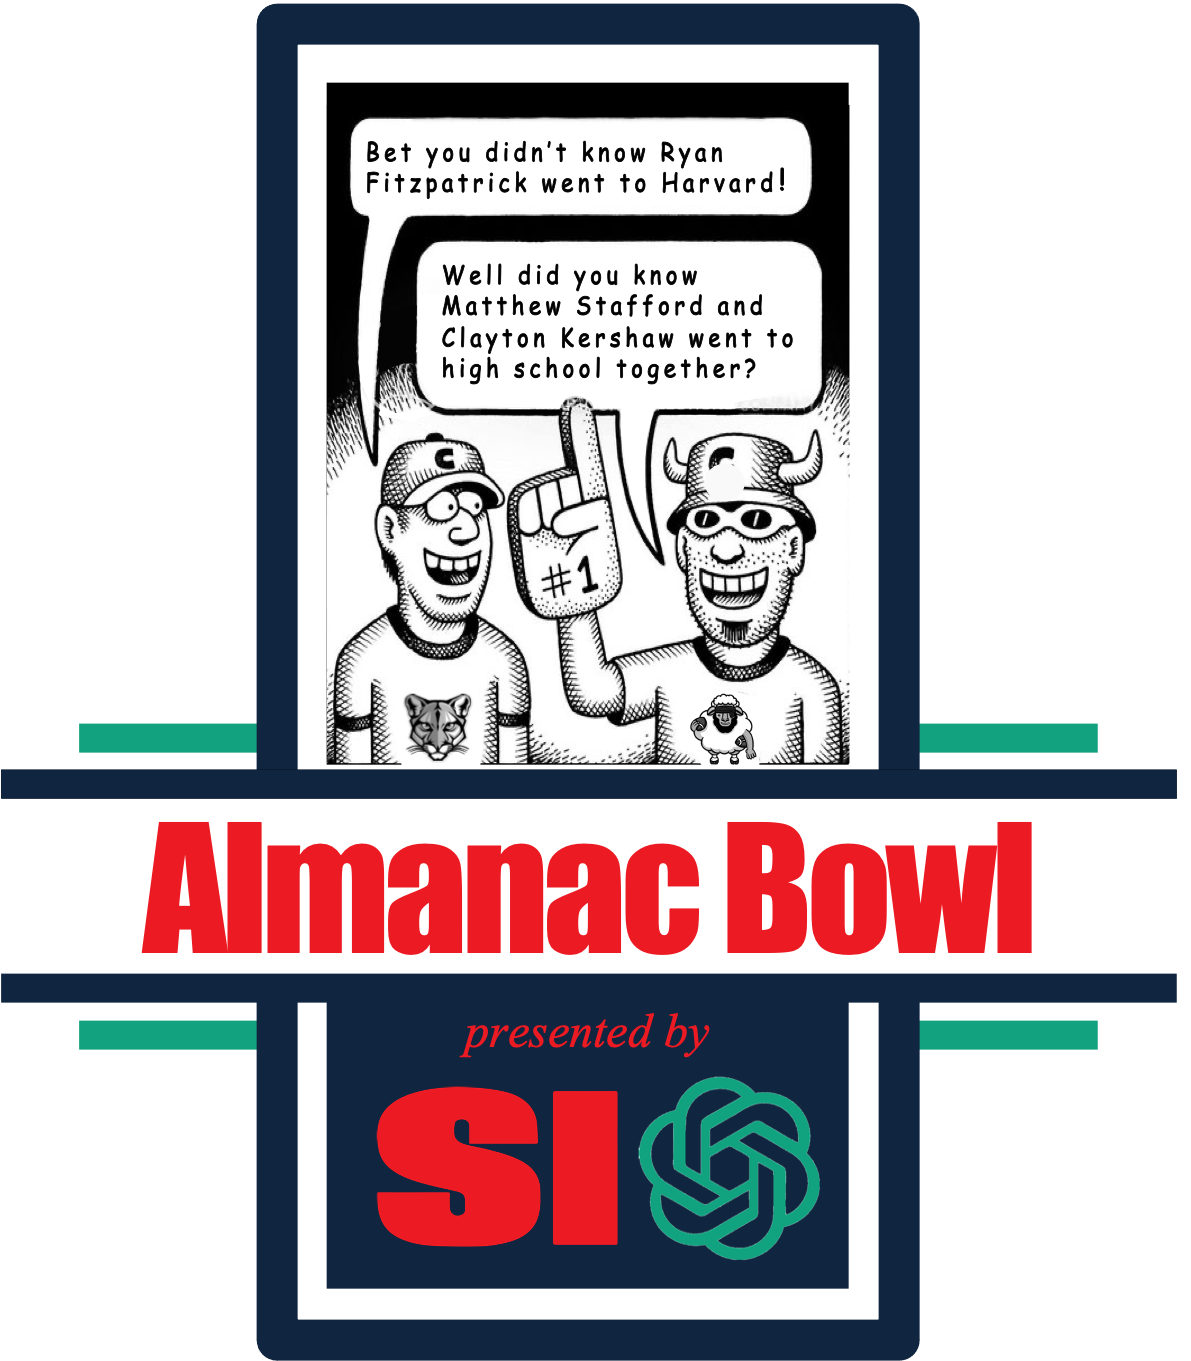 Bet you didn't know Ryan
Fitzpatrick went to Harvard!
Well did you know
Matthew Stafford and
Clayton Kershaw went to
high school together?
C
#1
Almanac Bowl
presented by
SI